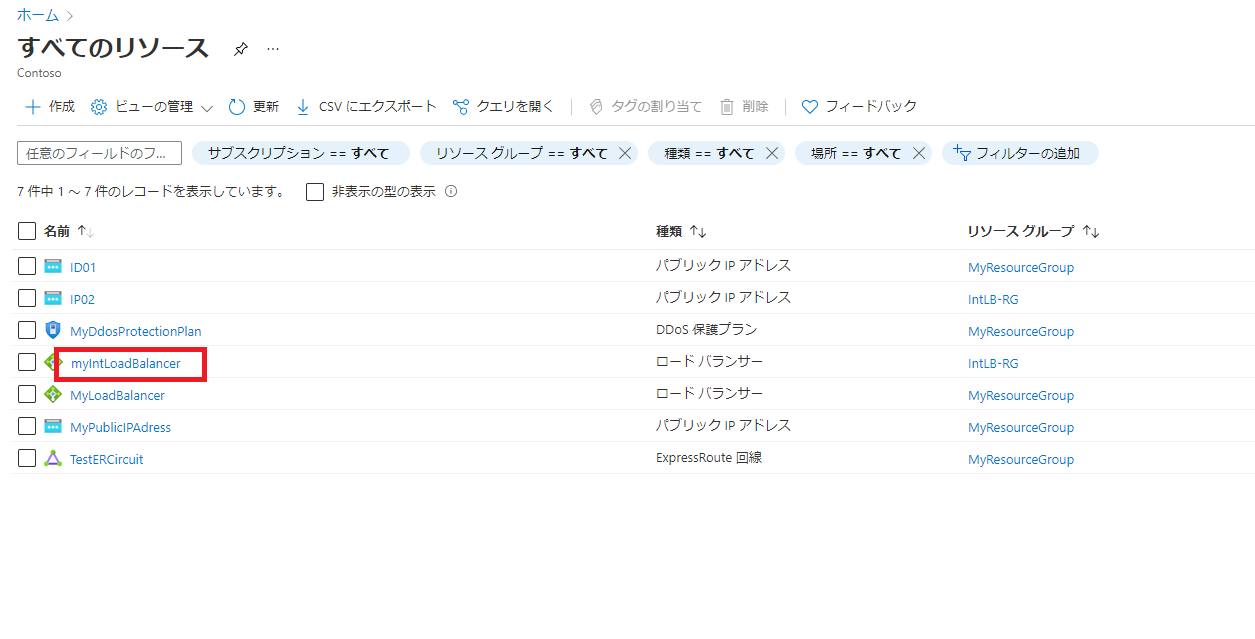 ホーム
すべてのリソース ...
Contoso
作成 ビューの管理 更新 CSV にエクスポート クエリを開く タグの割り当て 削除 フィードバック
任意のフィールドのフ... サブスクリプション == すべて リソース グループ == すべて 種類 == すべて 場所 == すべて フィルターの追加
7 件中 1 ～ 7 件のレコードを表示しています。 非表示の型の表示
名前 種類 リソース グループ
ID01 パブリック IP アドレス MyResourceGroup
IP02 パブリック IP アドレス IntLB-RG
MyDdosProtectionPlan DDoS 保護プラン MyResourceGroup
myIntLoadBalancer ロード バランサー IntLB-RG
MyLoadBalancer ロード バランサー MyResourceGroup
MyPublicIPAdress パブリック IP アドレス MyResourceGroup
TestERCircuit ExpressRoute 回線 MyResourceGroup